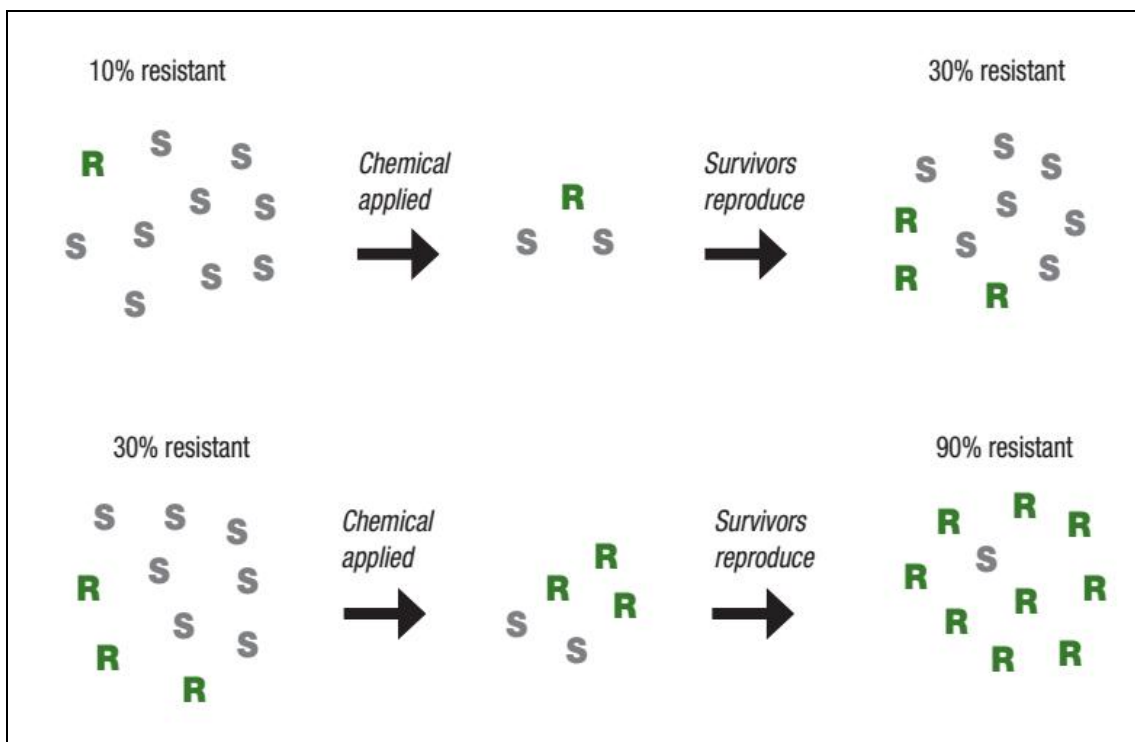 10% resistant
R S S
S S
S S
S S
S
Chemical
applied
R
S S
Survivors
reproduce
30% resistant
S S S
S
R S
S S
R R
30% resistant
S S S
S S
R
S S
R
R
Chemical
applied
R
R R
S
S
Survivors
reproduce
90% resistant
R R R
S
R R
R R
R R